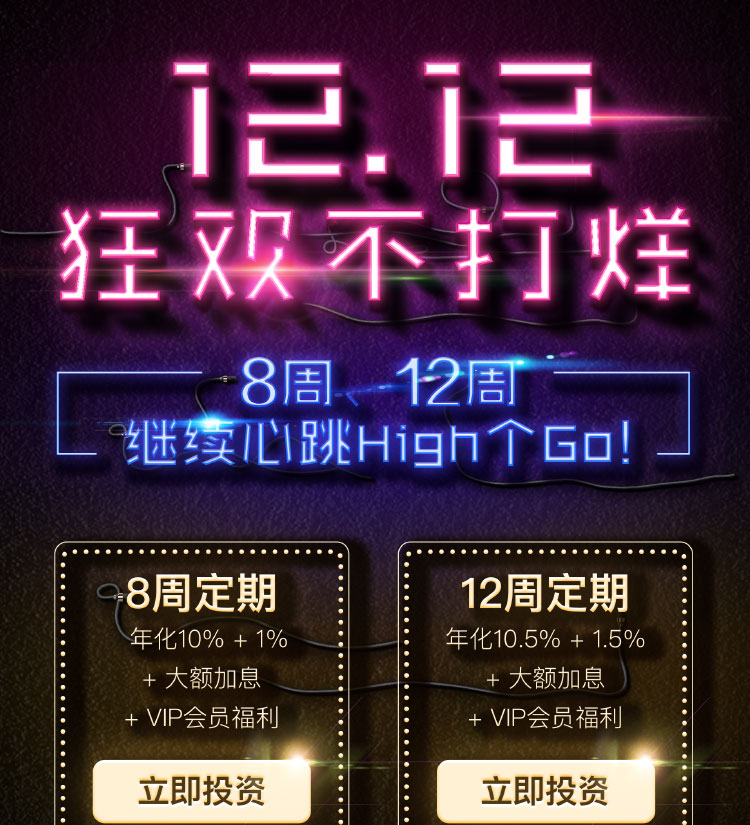 12.12
狂欢不打烊
8周、12周
继续心跳High个Go!
8周定期
年化10% + 1%
+ 大额加息
+ VIP会员福利
立即投资
12周定期
年化10.5% + 1.5%
+ 大额加息
+ VIP会员福利
立即投资